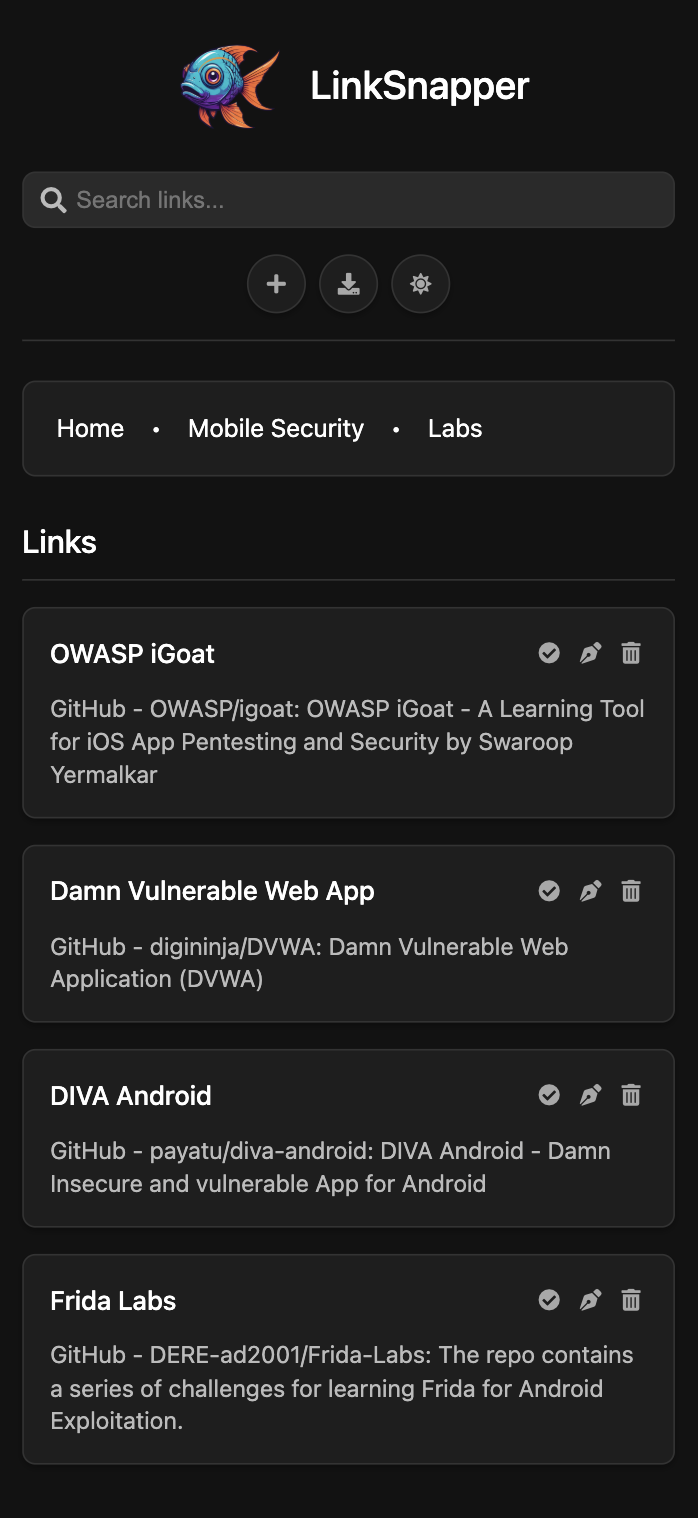 LinkSnapper
Search links...
Home • Mobile Security • Labs
Links
OWASP iGoat
GitHub - OWASP/igoat: OWASP iGoat - A Learning Tool
for iOS App Pentesting and Security by Swaroop
Yermalkar
Damn Vulnerable Web App
GitHub - digininja/DVWA: Damn Vulnerable Web
Application (DVWA)
DIVA Android
GitHub - payatu/diva-android: DIVA Android - Damn
Insecure and vulnerable App for Android
Frida Labs
GitHub - DERE-ad2001/Frida-Labs: The repo contains
a series of challenges for learning Frida for Android
Exploitation.